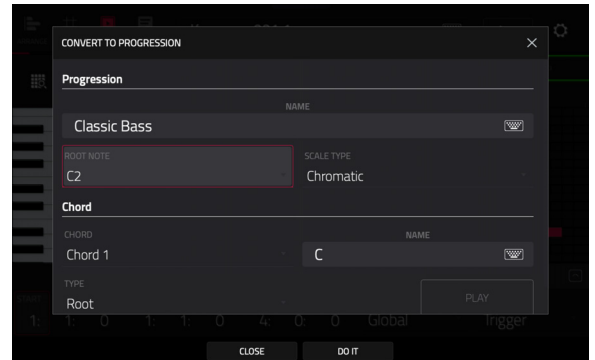 CONVERT TO PROGRESSION
Progression
NAME
Classic Bass
ROOT NOTE SCALE TYPE
C2 Chromatic
Chord
CHORD NAME
Chord 1 C
TYPE
Root PLAY
1: 1: 0 1: 1: 0 4: 0: 0 Global Trigger
CLOSE DO IT